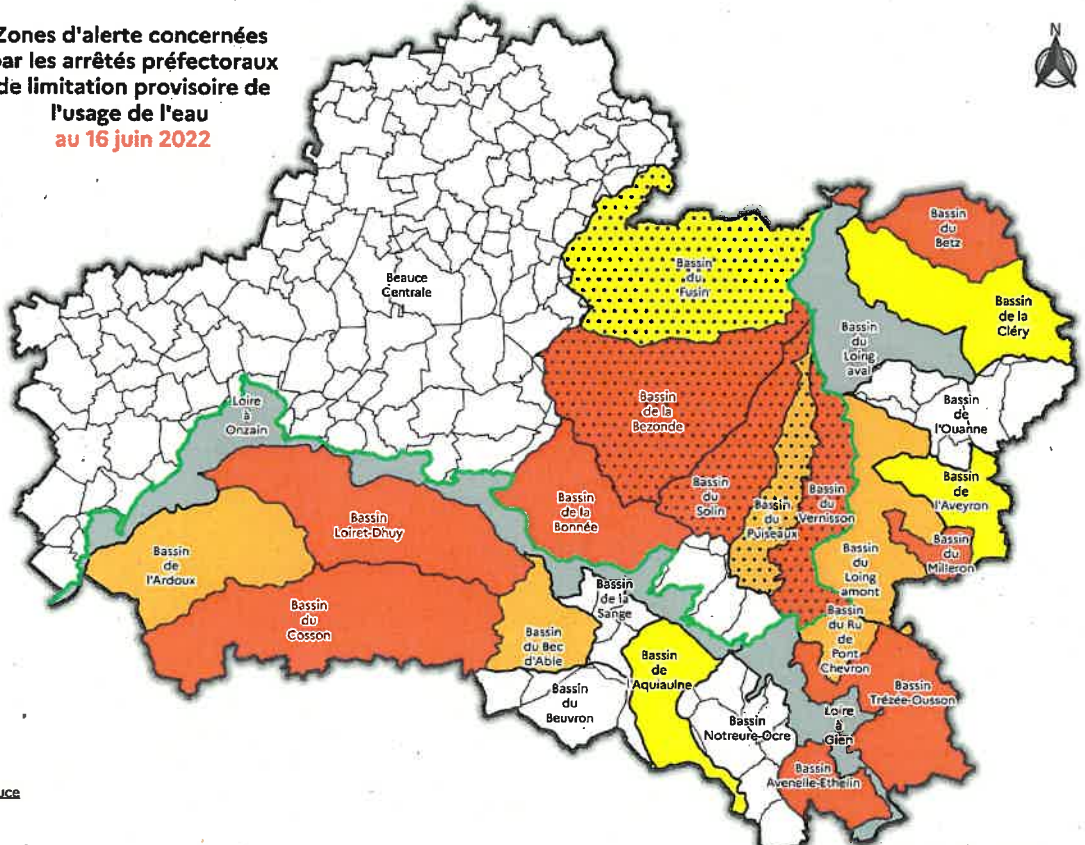 Zones d'alerte concernées
par les arrêtés préfectoraux
de limitation provisoire de
l'usage de l'eau
au 16 juin 2022
N
Bassin
du
Betz
Beauce
Centrale
Bassin
du
Fusin
Bassin
de la
Cléry
Bassin
du
Loing
aval
Loire
à
Onzain
Bassin
de la
Bezonde
Bassin
de
l'Ouanne
Bassin
de la
Bonnée
Bassin
du
Solin
Bassin
du
Puiseaux
Bassin
du
Vernisson
Bassin
de
l'Aveyron
Bassin
Loiret-Dhuy
Bassin
de
l'Ardoux
Bassin
du
Milleron
Bassin
du
Loing
amont
Bassin
du
Cosson
Bassin
de la
Sange
Bassin
du Bec
d'Able
Bassin
du Ru
de
Pont
Chevron
Bassin
de
l'Aquiaulne
Bassin
du
Beuvron
Bassin
Notreure-Ocre
Loire
à
Gien
Bassin
Trézée-Ousson
Bassin
Avenelle-Ethelin
uce